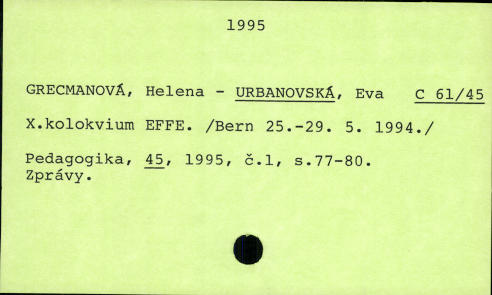 1995
GRECMANOVÁ, Helena - URBANOVSKÁ, Eva C 61/45
X.kolokvium EFFE. /Bern 25.-29. 5. 1994./
Pedagogika, 45, 1995, č.1, s.77-80.
Zprávy.